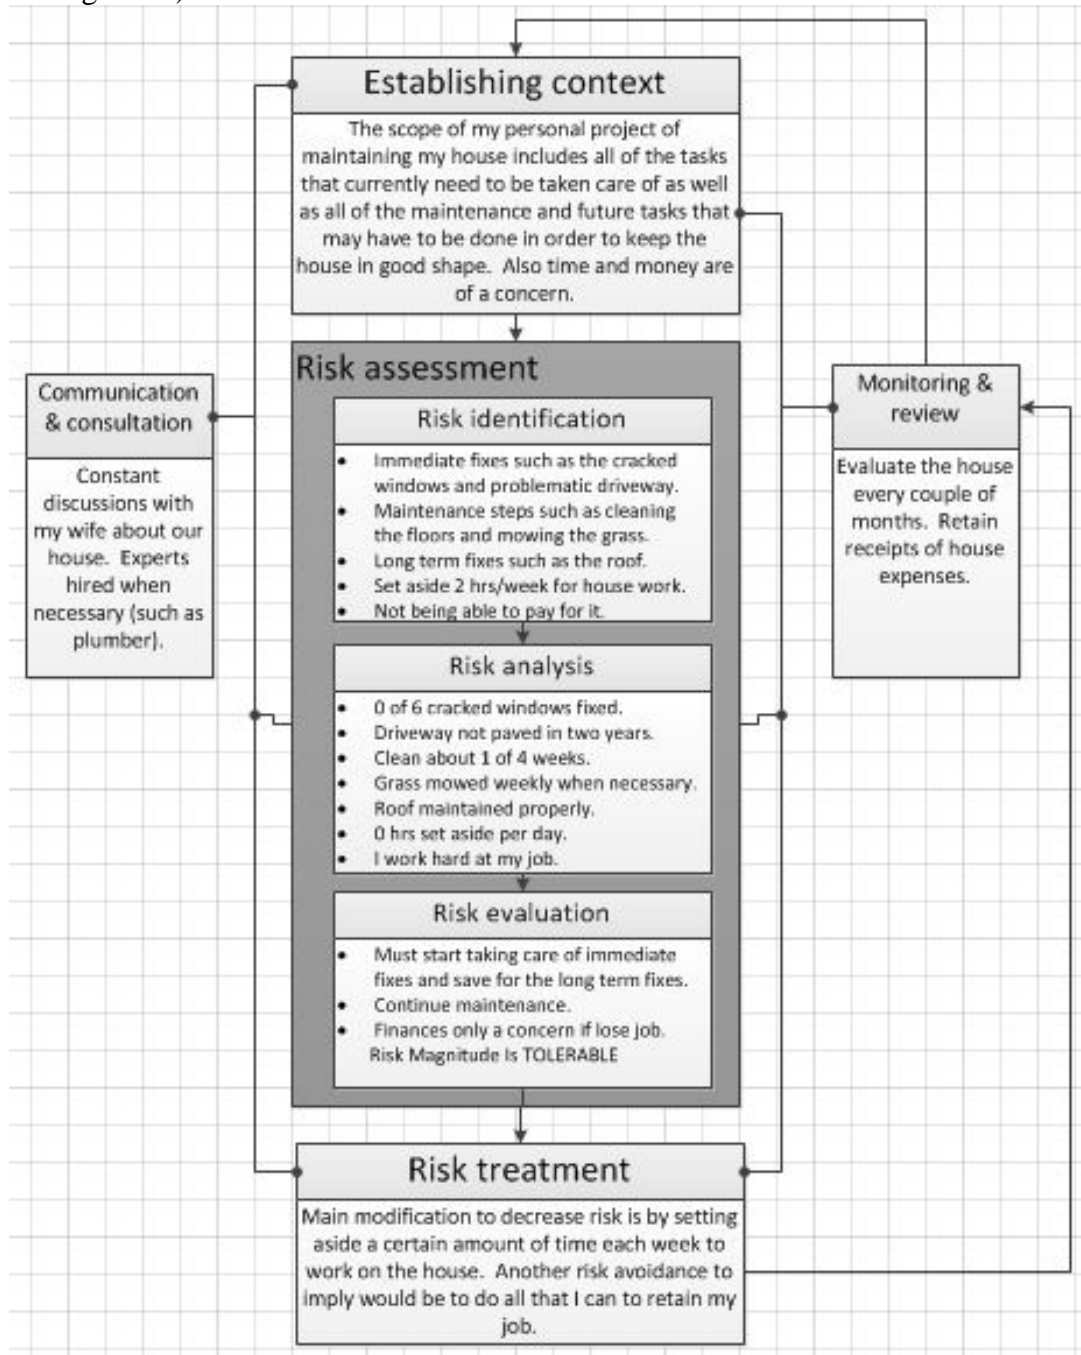 Establishing context
The scope of my personal project of
maintaining my house includes all of the tasks
that currently need to be taken care of as well
as all of the maintenance and future tasks that
may have to be done in order to keep the
house in good shape. Also time and money are
of a concern.
Risk assessment
Communication
& consultation
Constant
discussions with
my wife about our
house. Experts
hired when
necessary (such as
plumber).
Risk identification
• Immediate fixes such as the cracked
windows and problematic driveway.
• Maintenance steps such as cleaning
the floors and mowing the grass.
• Long term fixes such as the roof.
• Set aside 2 hrs/week for house work.
• Not being able to pay for it.
Monitoring &
review
Evaluate the house
every couple of
months. Retain
receipts of house
expenses.
Risk analysis
• 0 of 6 cracked windows fixed.
• Driveway not paved in two years.
• Clean about 1 of 4 weeks.
• Grass mowed weekly when necessary.
• Roof maintained properly.
• 0 hrs set aside per day.
• I work hard at my job.
Risk evaluation
• Must start taking care of immediate
fixes and save for the long term fixes.
• Continue maintenance.
• Finances only a concern if lose job.
Risk Magnitude Is TOLERABLE
Risk treatment
Main modification to decrease risk is by setting
aside a certain amount of time each week to
work on the house. Another risk avoidance to
imply would be to do all that I can to retain my
job.